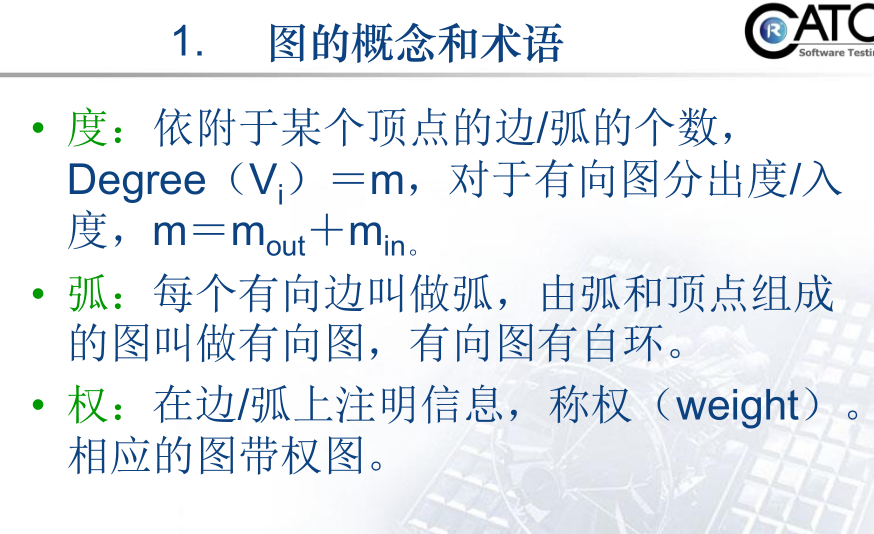 1. 图的概念和术语
®ATC
Software Testin
• 度：依附于某个顶点的边/弧的个数，
Degree（Vi）＝m，对于有向图分出度/入
度，m＝mout＋min。
• 弧：每个有向边叫做弧，由弧和顶点组成
的图叫做有向图，有向图有自环。
• 权：在边/弧上注明信息，称权（weight）。
相应的图带权图。